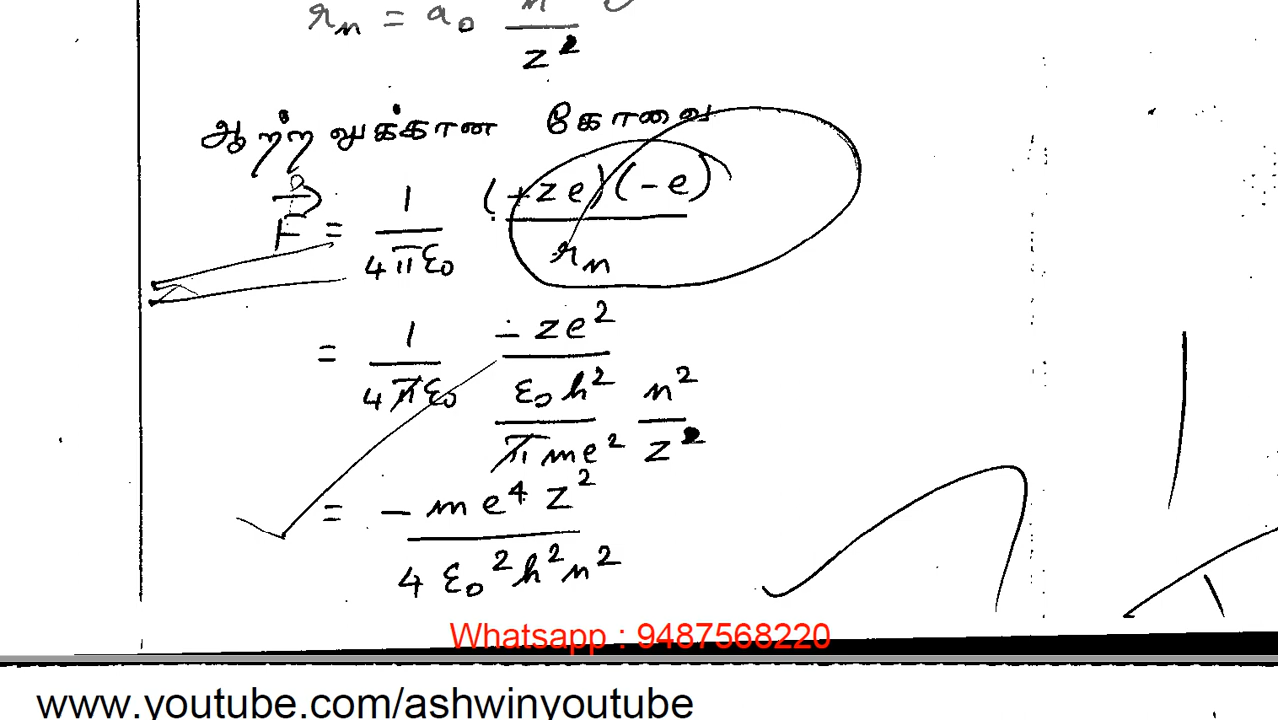 rₙ = a₀ n / z²
ஆற்றலுக்கான கோவை
F = 1/4πε₀ (+ze)(-e)/rₙ
= 1/4πε₀ -ze² / (ε₀h²/πme² n²/z²)
= -me⁴z² / 4ε₀²h²n²
Whatsapp : 9487568220
www.youtube.com/ashwinyoutube